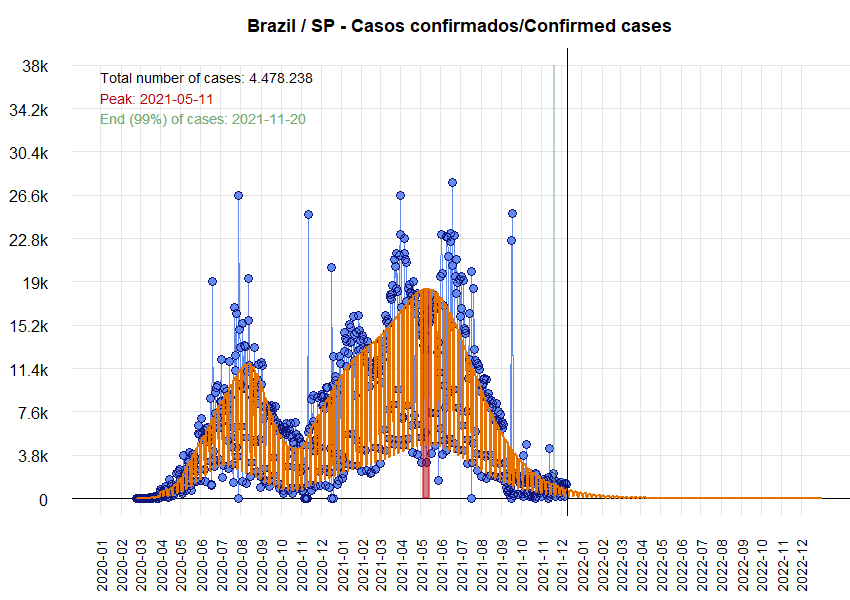 Brazil / SP - Casos confirmados/Confirmed cases
38k
Total number of cases: 4.478.238
Peak: 2021-05-11
End (99%) of cases: 2021-11-20
34.2k
30.4k
26.6k
22.8k
19k
15.2k
11.4k
7.6k
3.8k
0
2020-01
2020-02
2020-03
2020-04
2020-05
2020-06
2020-07
2020-08
2020-09
2020-10
2020-11
2020-12
2021-01
2021-02
2021-03
2021-04
2021-05
2021-06
2021-07
2021-08
2021-09
2021-10
2021-11
2021-12
2022-01
2022-02
2022-03
2022-04
2022-05
2022-06
2022-07
2022-08
2022-09
2022-10
2022-11
2022-12